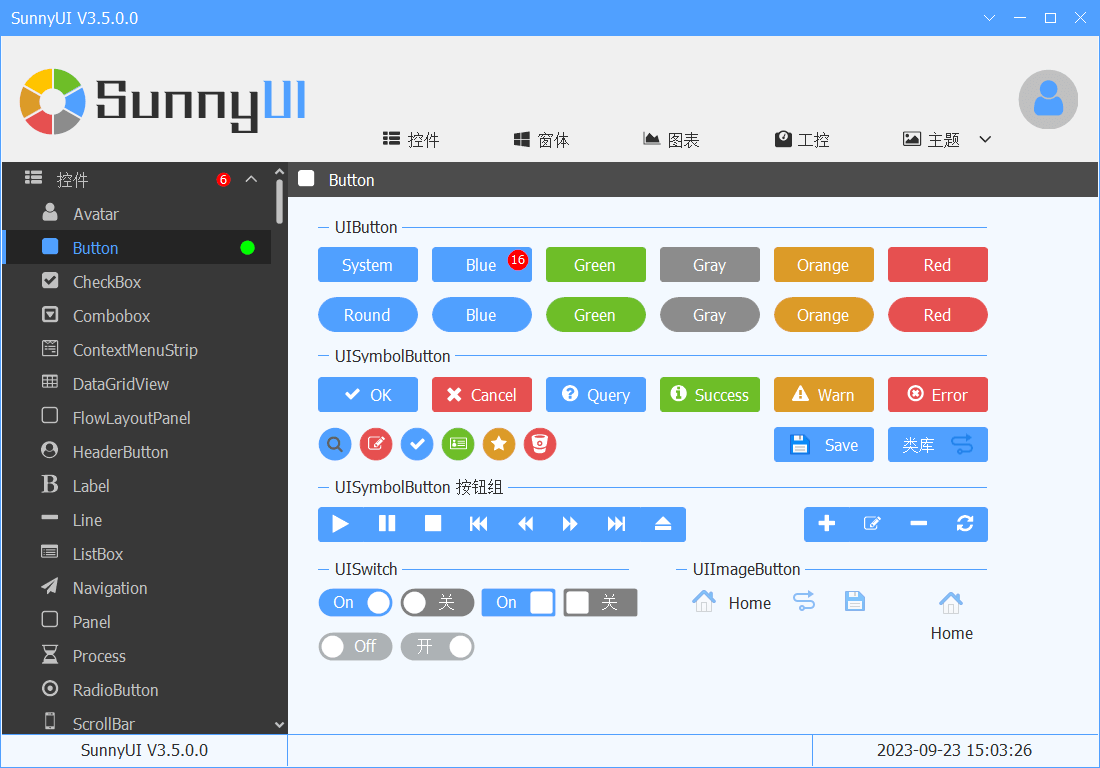 SunnyUI V3.5.0.0
SunnyUI
控件 窗体 图表 工控 主题
控件 6
Avatar
Button
CheckBox
Combobox
ContextMenuStrip
DataGridView
FlowLayoutPanel
HeaderButton
Label
Line
ListBox
Navigation
Panel
Process
RadioButton
ScrollBar
Button
UIButton
System Blue 16 Green Gray Orange Red
Round Blue Green Gray Orange Red
UISymbolButton
OK Cancel Query Success Warn Error
Save 类库
UISymbolButton 按钮组
UISwitch
On 关 On 关
Off 开
UIImageButton
Home
Home
SunnyUI V3.5.0.0
2023-09-23 15:03:26